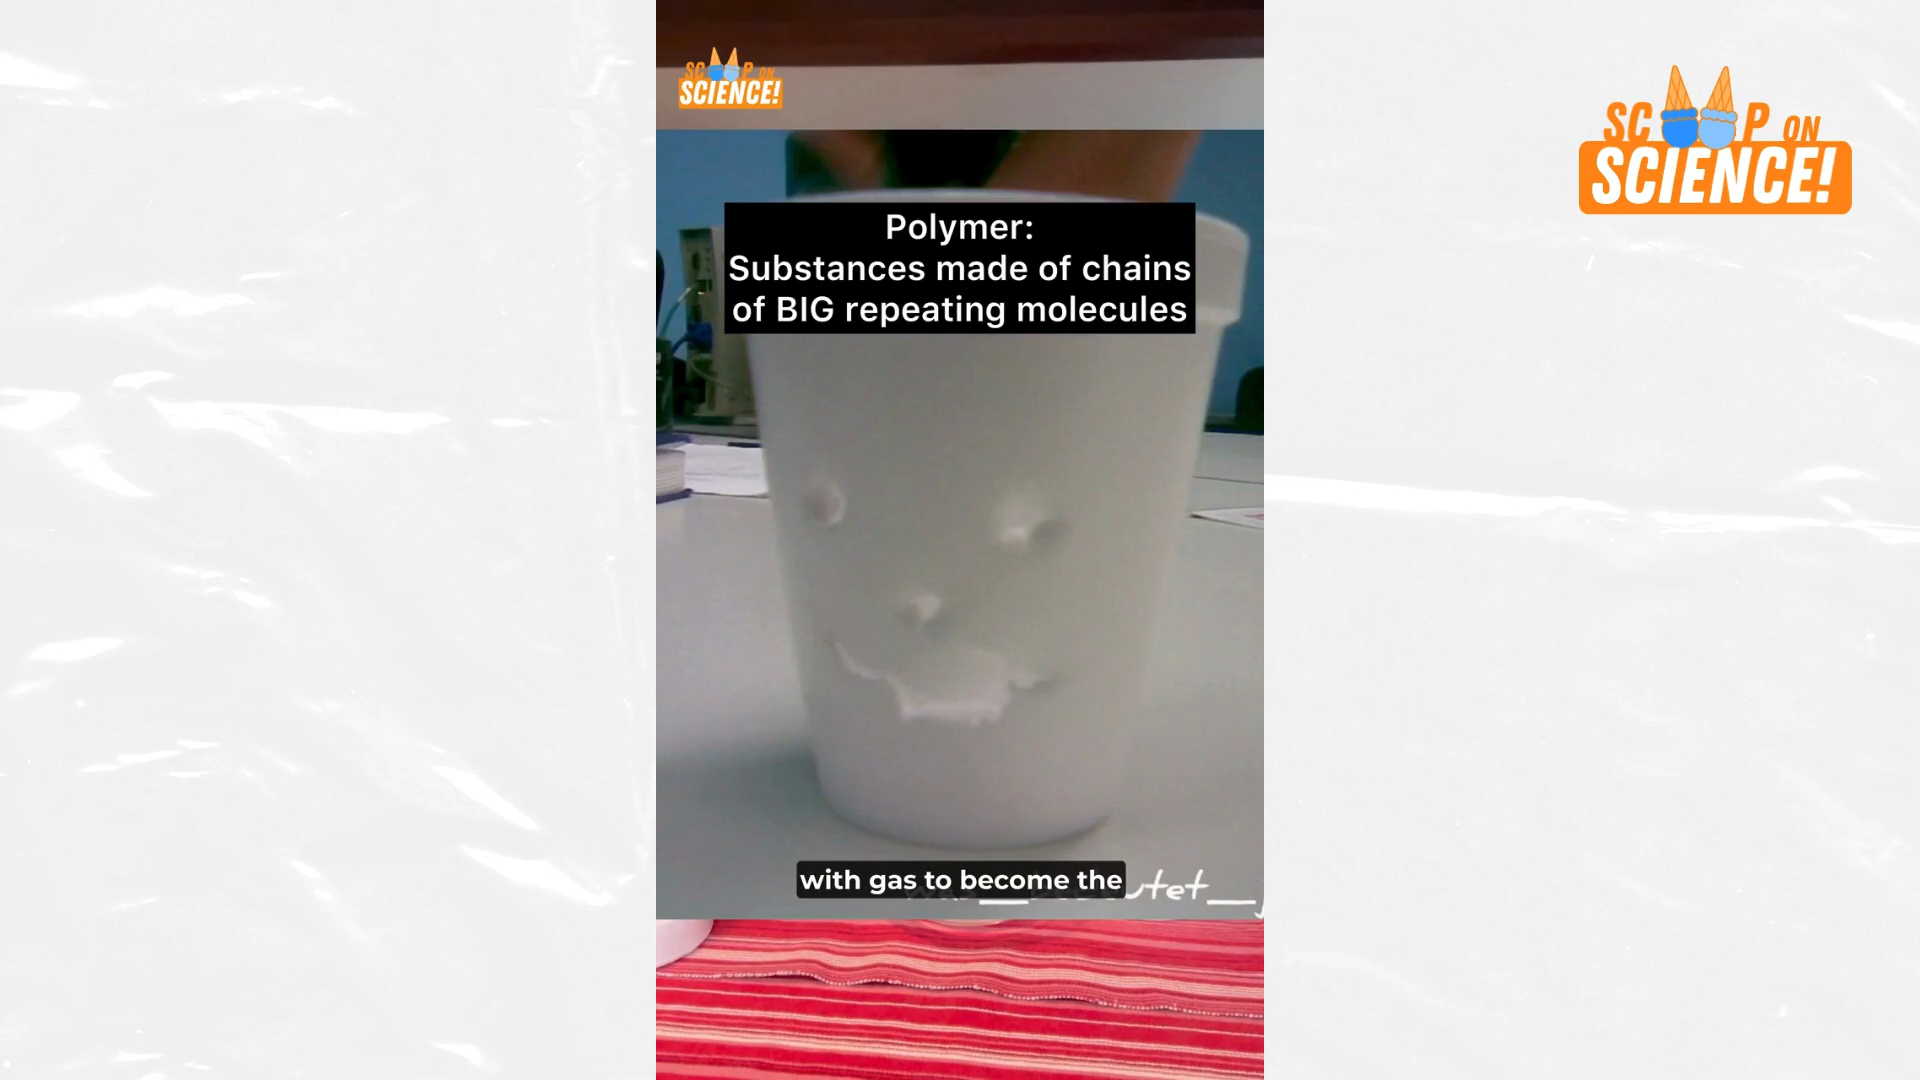 SCOOP ON
SCIENCE!
SCOOP ON
SCIENCE!
Polymer:
Substances made of chains
of BIG repeating molecules
with gas to become the